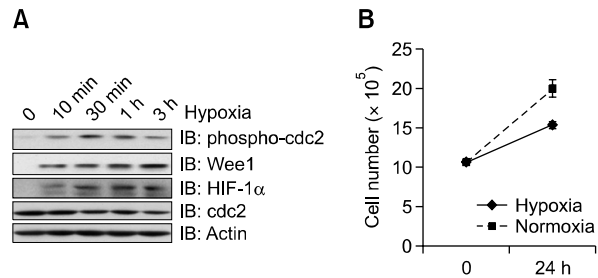 A
0 10 min 30 min 1 h 3 h Hypoxia
IB: phospho-cdc2
IB: Wee1
IB: HIF-1α
IB: cdc2
IB: Actin
B
Cell number (× 10⁵)
25
20
15
10
5
0
Hypoxia
Normoxia
0 24 h